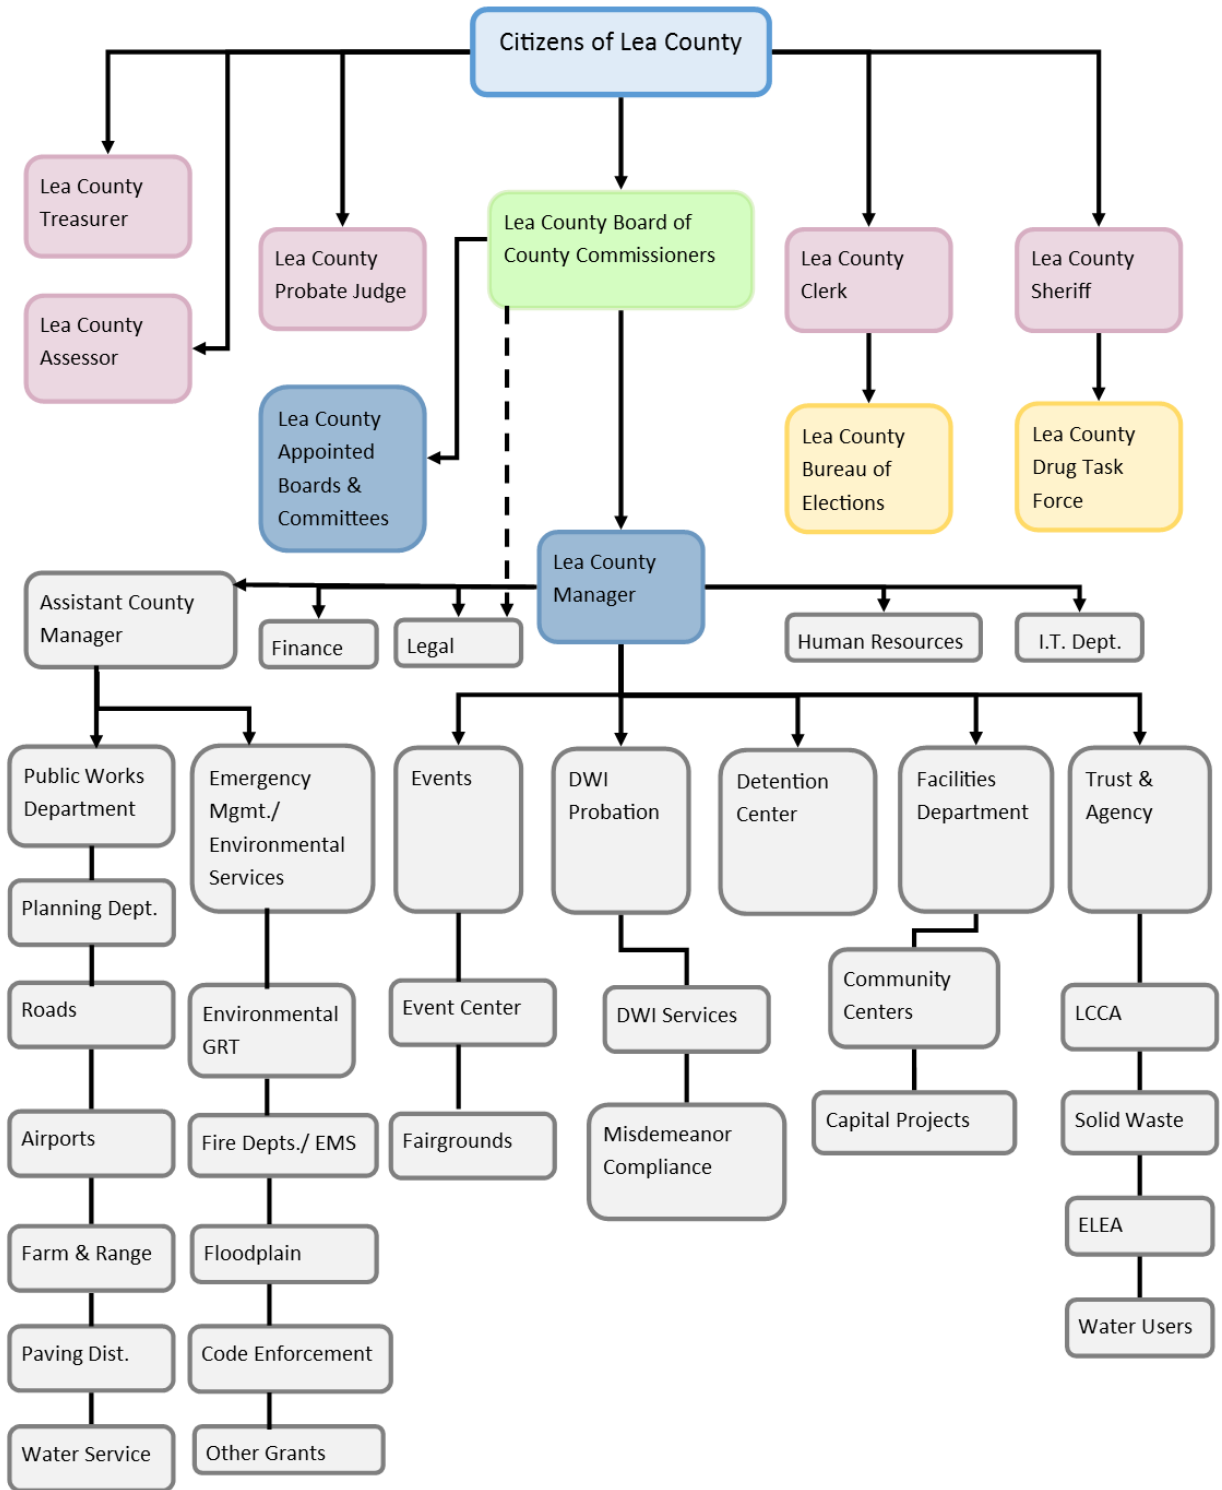 Citizens of Lea County
Lea County
Treasurer
Lea County
Assessor
Lea County
Probate Judge
Lea County Board of
County Commissioners
Lea County
Clerk
Lea County
Sheriff
Lea County
Appointed
Boards &
Committees
Lea County
Bureau of
Elections
Lea County
Drug Task
Force
Lea County
Manager
Assistant County
Manager
Finance
Legal
Human Resources
I.T. Dept.
Public Works
Department
Planning Dept.
Roads
Airports
Farm & Range
Paving Dist.
Water Service
Emergency
Mgmt./
Environmental
Services
Environmental
GRT
Fire Depts./ EMS
Floodplain
Code Enforcement
Other Grants
Events
Event Center
Fairgrounds
DWI
Probation
DWI Services
Misdemeanor
Compliance
Detention
Center
Facilities
Department
Community
Centers
Capital Projects
Trust &
Agency
LCCA
Solid Waste
ELEA
Water Users